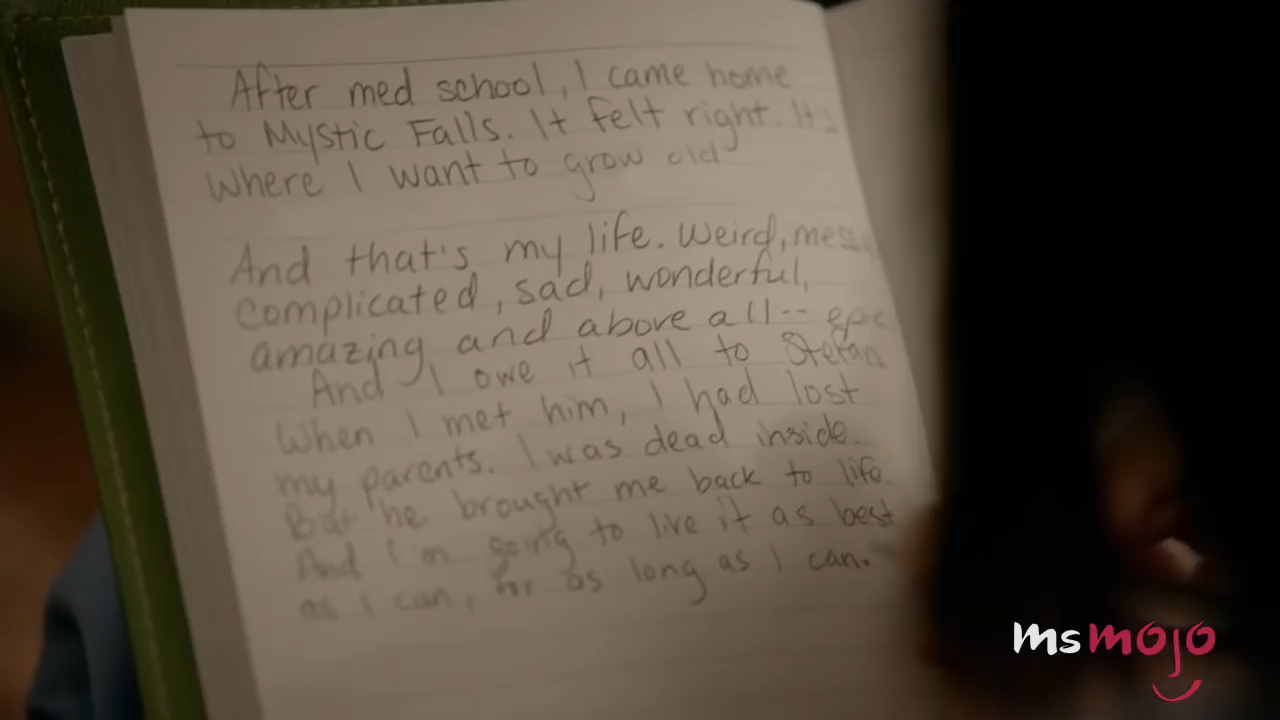 After med school, I came home
to Mystic Falls. It felt right. It's
where I want to grow old
And that's my life. Weird, mes
complicated, sad, wonderful,
amazing and above all-- epic
And I owe it all to Stefan
When I met him, I had lost
my parents. I was dead inside.
But he brought me back to life.
And I'm going to live it as best
as I can, for as long as I can.
msmojo